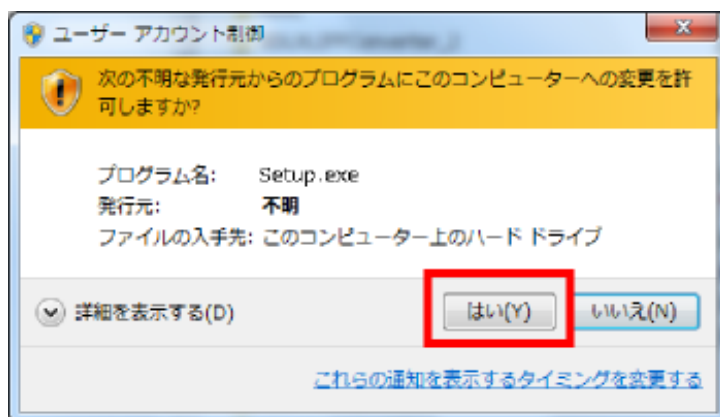 ユーザー アカウント制御
次の不明な発行元からのプログラムにこのコンピューターへの変更を許
可しますか?
プログラム名: Setup.exe
発行元: 不明
ファイルの入手先: このコンピューター上のハード ドライブ
詳細を表示する(D)
はい(Y)
いいえ(N)
これらの通知を表示するタイミングを変更する